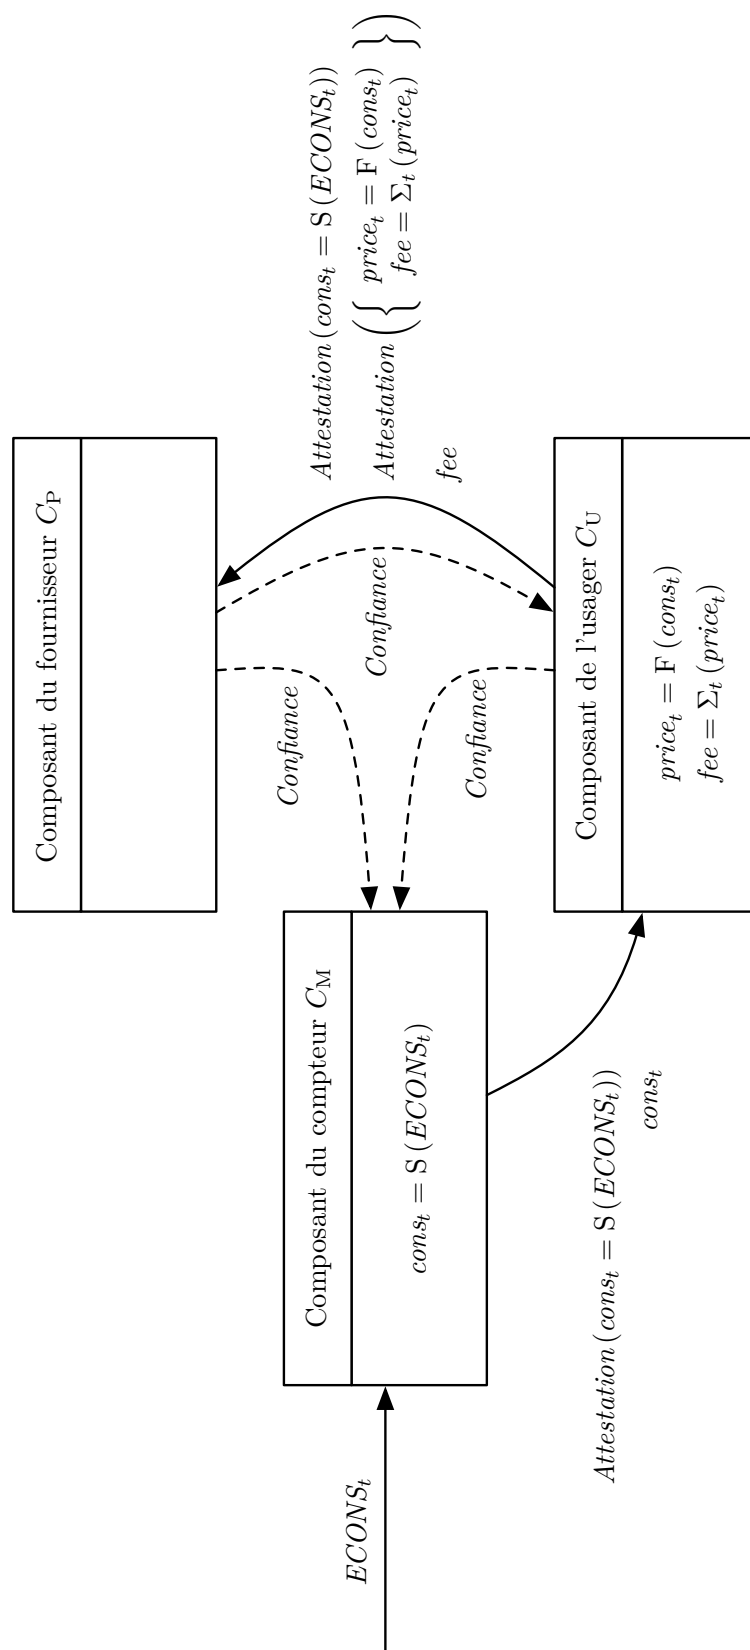 Composant du fournisseur C_P
Attestation (cons_t = S (ECONS_t))
Attestation ({ price_t = F (cons_t)
fee = Σ_t (price_t) })
fee
Confiance
Confiance
Confiance
ECONS_t
Composant du compteur C_M
cons_t = S (ECONS_t)
Attestation (cons_t = S (ECONS_t))
cons_t
Composant de l'usager C_U
price_t = F (cons_t)
fee = Σ_t (price_t)